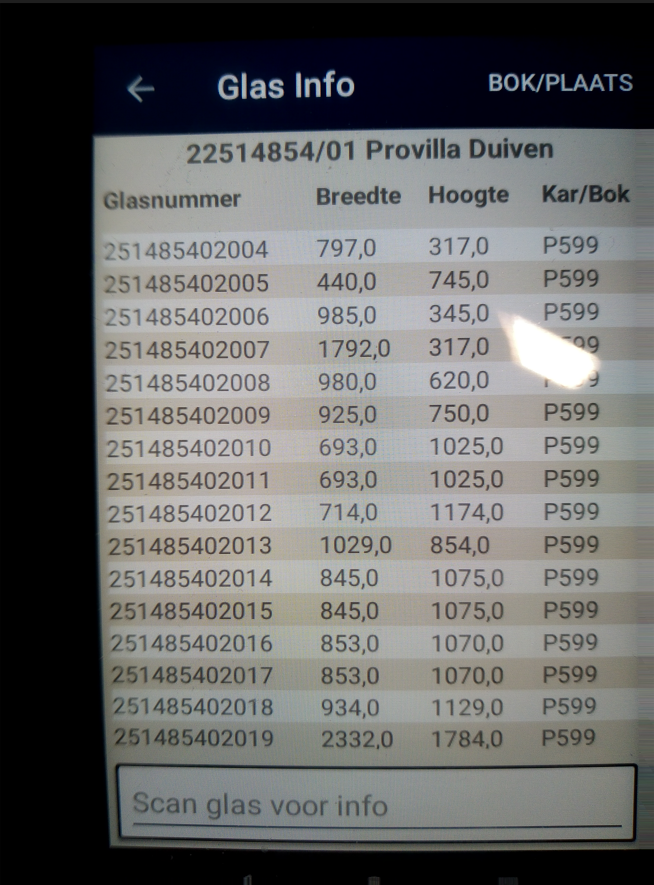 ← Glas Info BOK/PLAATS
22514854/01 Provilla Duiven
Glasnummer Breedte Hoogte Kar/Bok
251485402004 797,0 317,0 P599
251485402005 440,0 745,0 P599
251485402006 985,0 345,0 P599
251485402007 1792,0 317,0
251485402008 980,0 620,0
251485402009 925,0 750,0 P599
251485402010 693,0 1025,0 P599
251485402011 693,0 1025,0 P599
251485402012 714,0 1174,0 P599
251485402013 1029,0 854,0 P599
251485402014 845,0 1075,0 P599
251485402015 845,0 1075,0 P599
251485402016 853,0 1070,0 P599
251485402017 853,0 1070,0 P599
251485402018 934,0 1129,0 P599
251485402019 2332,0 1784,0 P599
Scan glas voor info